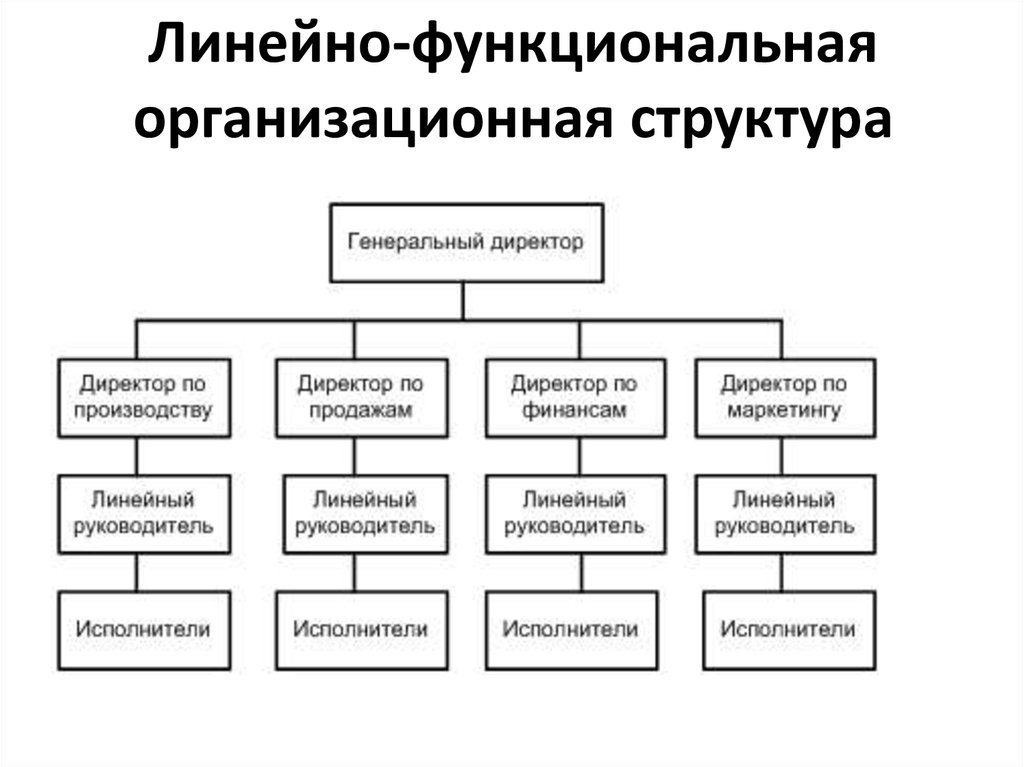 Линейно-функциональная
организационная структура
Генеральный директор
Директор по
производству
Директор по
продажам
Директор по
финансам
Директор по
маркетингу
Линейный
руководитель
Линейный
руководитель
Линейный
руководитель
Линейный
руководитель
Исполнители
Исполнители
Исполнители
Исполнители